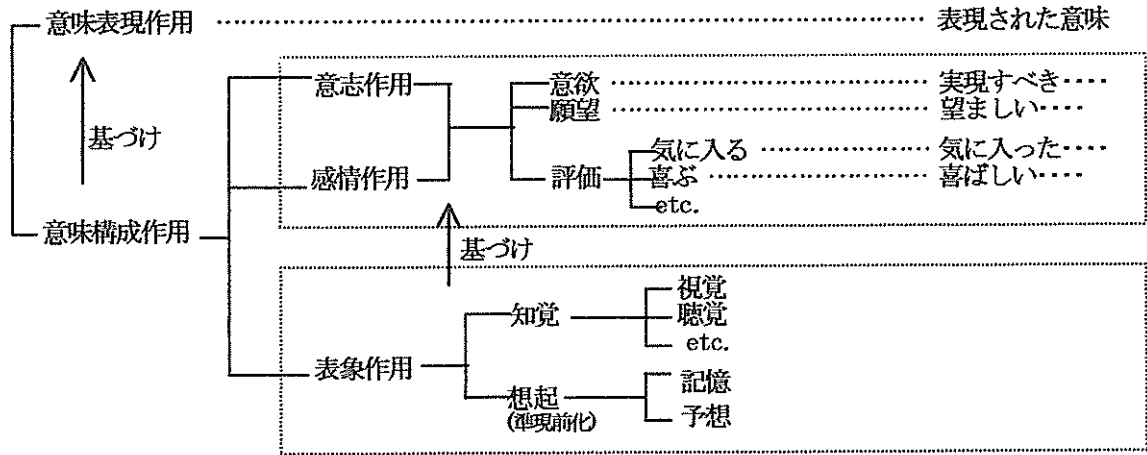 意味表現作用 ………… 表現された意味
意志作用 意欲 ………… 実現すべき‥‥
願望 ………… 望ましい‥‥
基づけ
気に入る ………… 気に入った‥‥
感情作用 評価 喜ぶ ………… 喜ばしい‥‥
etc.
意味構成作用
基づけ
視覚
知覚 聴覚
etc.
表象作用
記憶
想起
(準現前化)
予想